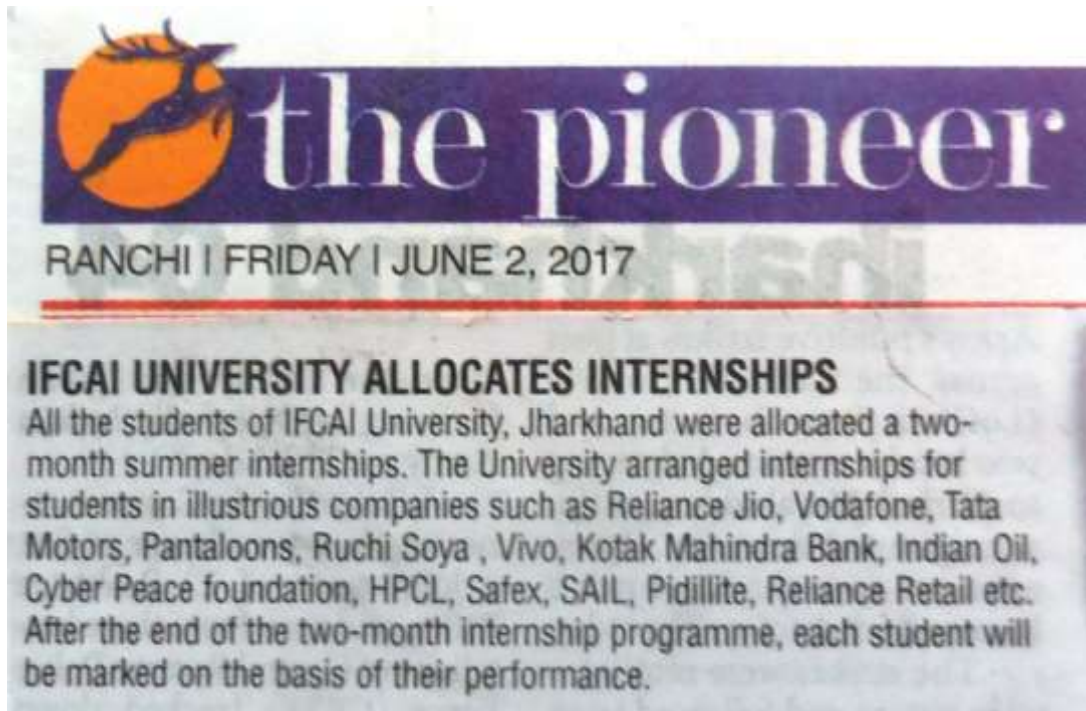 the pioneer
RANCHI | FRIDAY | JUNE 2, 2017
IFCAI UNIVERSITY ALLOCATES INTERNSHIPS
All the students of IFCAI University, Jharkhand were allocated a two-
month summer internships. The University arranged internships for
students in illustrious companies such as Reliance Jio, Vodafone, Tata
Motors, Pantaloons, Ruchi Soya , Vivo, Kotak Mahindra Bank, Indian Oil,
Cyber Peace foundation, HPCL, Safex, SAIL, Pidillite, Reliance Retail etc.
After the end of the two-month internship programme, each student will
be marked on the basis of their performance.